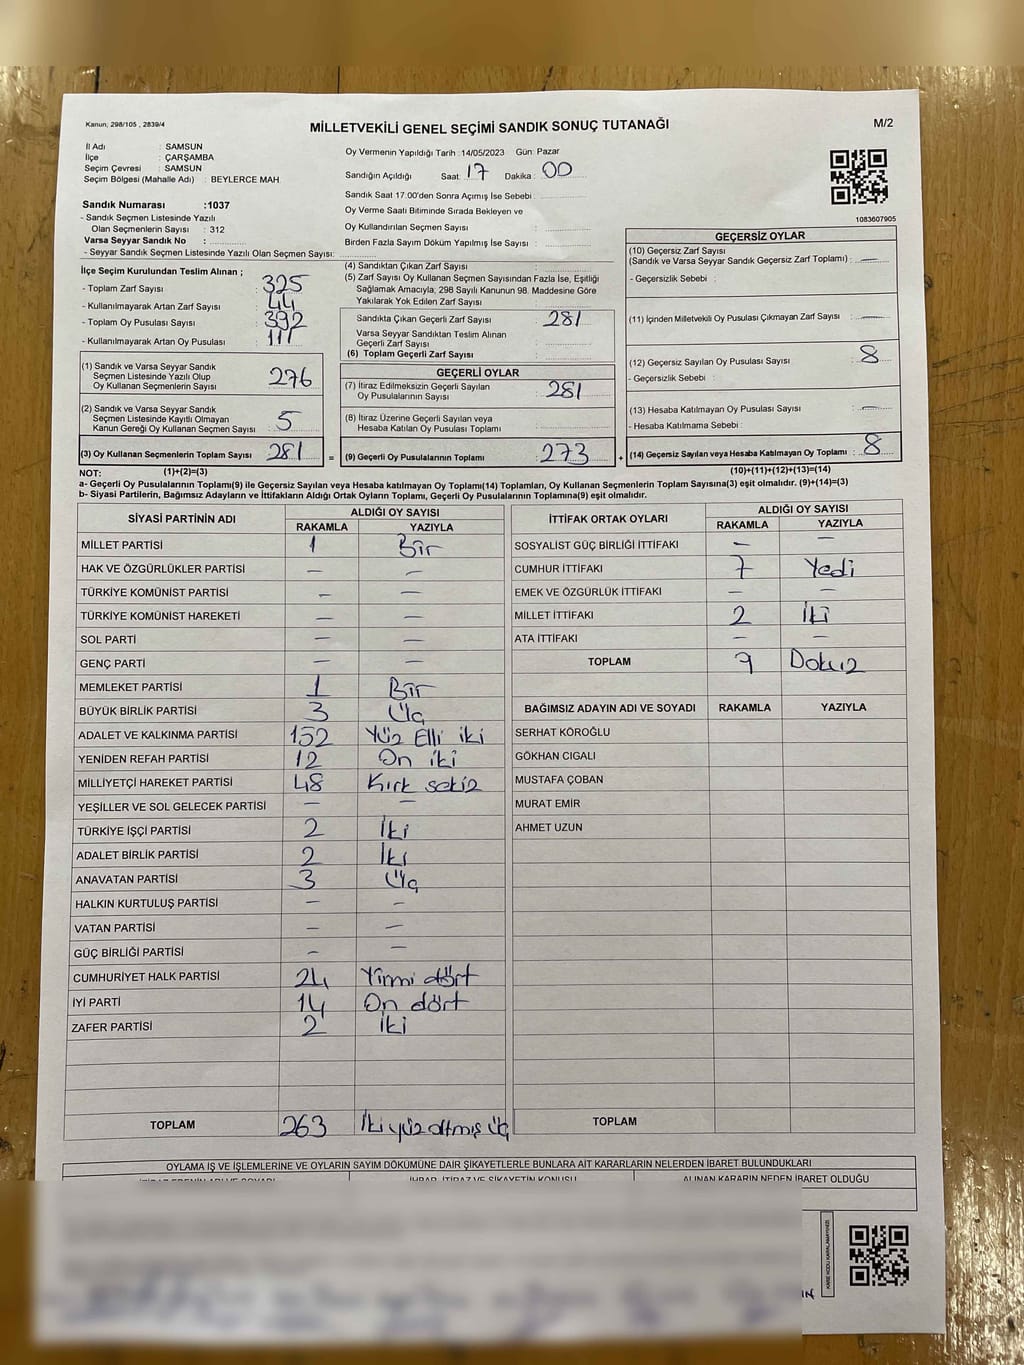 Kanun, 298/105 , 2839/4
MİLLETVEKİLİ GENEL SEÇİMİ SANDIK SONUÇ TUTANAĞI
M/2
İl Adı : SAMSUN
İlçe : ÇARŞAMBA
Seçim Çevresi : SAMSUN
Seçim Bölgesi (Mahalle Adı) : BEYLERCE MAH.
Sandık Numarası :1037
- Sandık Seçmen Listesinde Yazılı
Olan Seçmenlerin Sayısı : 312
Varsa Seyyar Sandık No :
- Seyyar Sandık Seçmen Listesinde Yazılı Olan Seçmen Sayısı:
Oy Vermenin Yapıldığı Tarih :14/05/2023 Gün: Pazar
Sandığın Açıldığı Saat: 17 Dakika : 00
Sandık Saat 17.00'den Sonra Açımış İse Sebebi :
Oy Verme Saati Bitiminde Sırada Bekleyen ve
Oy Kullandırılan Seçmen Sayısı :
Birden Fazla Sayım Döküm Yapılmış İse Sayısı :
1083607905
İlçe Seçim Kurulundan Teslim Alınan ;
- Toplam Zarf Sayısı : 325
- Kullanılmayarak Artan Zarf Sayısı : 44
- Toplam Oy Pusulası Sayısı : 392
- Kullanılmayarak Artan Oy Pusulası : 111
(1) Sandık ve Varsa Seyyar Sandık
Seçmen Listesinde Yazılı Olup
Oy Kullanan Seçmenlerin Sayısı : 276
(2) Sandık ve Varsa Seyyar Sandık
Seçmen Listesinde Kayıtlı Olmayan
Kanun Gereği Oy Kullanan Seçmen Sayısı : 5
(3) Oy Kullanan Seçmenlerin Toplam Sayısı : 281
=
(4) Sandıktan Çıkan Zarf Sayısı :
(5) Zarf Sayısı Oy Kullanan Seçmen Sayısından Fazla İse, Eşitliği
Sağlamak Amacıyla, 298 Sayılı Kanunun 98. Maddesine Göre
Yakılarak Yok Edilen Zarf Sayısı :
Sandıkta Çıkan Geçerli Zarf Sayısı : 281
Varsa Seyyar Sandıktan Teslim Alınan
Geçerli Zarf Sayısı :
(6) Toplam Geçerli Zarf Sayısı :
GEÇERLİ OYLAR
(7) İtiraz Edilmeksizin Geçerli Sayılan
Oy Pusulalarının Sayısı : 281
(8) İtiraz Üzerine Geçerli Sayılan veya
Hesaba Katılan Oy Pusulası Toplamı :
(9) Geçerli Oy Pusulalarının Toplamı : 273
+
GEÇERSİZ OYLAR
(10) Geçersiz Zarf Sayısı
(Sandık ve Varsa Seyyar Sandık Geçersiz Zarf Toplamı) : —
- Geçersizlik Sebebi :
(11) İçinden Milletvekili Oy Pusulası Çıkmayan Zarf Sayısı : —
(12) Geçersiz Sayılan Oy Pusulası Sayısı : 8
- Geçersizlik Sebebi :
(13) Hesaba Katılmayan Oy Pusulası Sayısı : —
- Hesaba Katılmama Sebebi :
(14) Geçersiz Sayılan veya Hesaba Katılmayan Oy Toplamı : 8
NOT: (1)+(2)=(3) (10)+(11)+(12)+(13)=(14)
a- Geçerli Oy Pusulaları Toplamı(9) ile Geçersiz Sayılan veya Hesaba katılmayan Oy Toplamı(14) Toplamları, Oy Kullanan Seçmenlerin Toplam Sayısına(3) eşit olmalıdır. (9)+(14)=(3)
b- Siyasi Partilerin, Bağımsız Adayların ve İttifakların Aldığı Ortak Oyların Toplamı, Geçerli Oy Pusulalarının Toplamına(9) eşit olmalıdır.
SİYASİ PARTİNİN ADI ALDIĞI OY SAYISI
RAKAMLA YAZIYLA
MİLLET PARTİSİ 1 Bir
HAK VE ÖZGÜRLÜKLER PARTİSİ — —
TÜRKİYE KOMÜNİST PARTİSİ — —
TÜRKİYE KOMÜNİST HAREKETİ — —
SOL PARTİ — —
GENÇ PARTİ — —
MEMLEKET PARTİSİ 1 Bir
BÜYÜK BİRLİK PARTİSİ 3 Üç
ADALET VE KALKINMA PARTİSİ 152 Yüz Elli iki
YENİDEN REFAH PARTİSİ 12 On iki
MİLLİYETÇİ HAREKET PARTİSİ 48 Kırk sekiz
YEŞİLLER VE SOL GELECEK PARTİSİ — —
TÜRKİYE İŞÇİ PARTİSİ 2 İki
ADALET BİRLİK PARTİSİ 2 İki
ANAVATAN PARTİSİ 3 Üç
HALKIN KURTULUŞ PARTİSİ — —
VATAN PARTİSİ — —
GÜÇ BİRLİĞİ PARTİSİ — —
CUMHURİYET HALK PARTİSİ 24 Yirmi dört
İYİ PARTİ 14 On dört
ZAFER PARTİSİ 2 İki
TOPLAM 263 İki yüz altmış üç
İTTİFAK ORTAK OYLARI ALDIĞI OY SAYISI
RAKAMLA YAZIYLA
SOSYALİST GÜÇ BİRLİĞİ İTTİFAKI — —
CUMHUR İTTİFAKI 7 Yedi
EMEK VE ÖZGÜRLÜK İTTİFAKI — —
MİLLET İTTİFAKI 2 İki
ATA İTTİFAKI — —
TOPLAM 9 Dokuz
BAĞIMSIZ ADAYIN ADI VE SOYADI RAKAMLA YAZIYLA
SERHAT KÖROĞLU
GÖKHAN CIGALI
MUSTAFA ÇOBAN
MURAT EMİR
AHMET UZUN
TOPLAM
OYLAMA İŞ VE İŞLEMLERİNE VE OYLARIN SAYIM DÖKÜMÜNE DAİR ŞİKAYETLERLE BUNLARA AİT KARARLARIN NELERDEN İBARET BULUNDUKLARI
İTİRAZ EDENİN ADI VE SOYADI İHBAR, İTİRAZ VE ŞİKAYETİN KONUSU ALINAN KARARIN NEDEN İBARET OLDUĞU